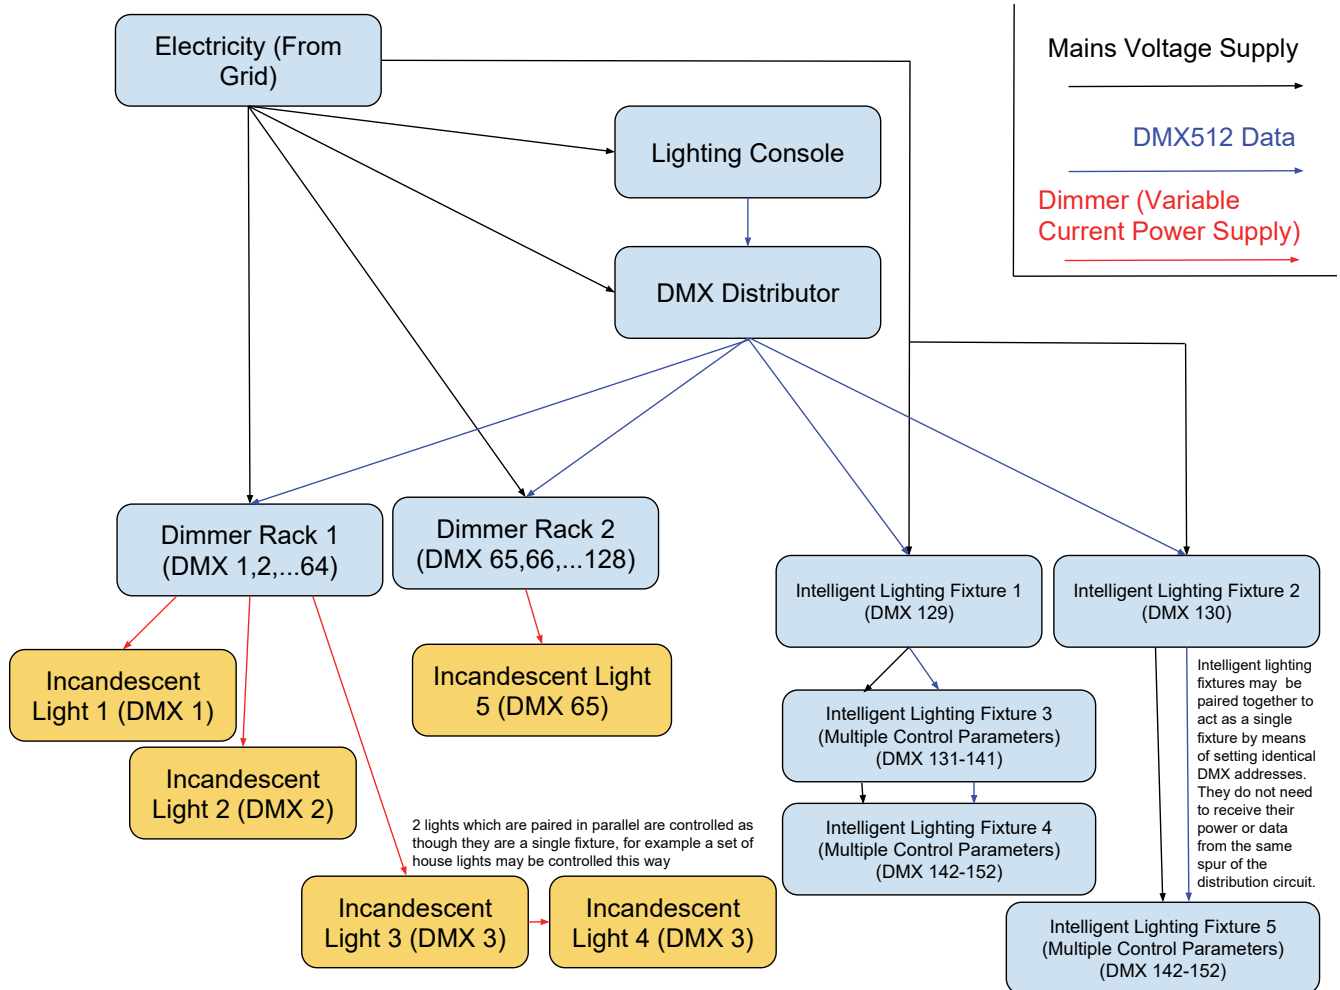 Electricity (From
Grid)
Mains Voltage Supply
Lighting Console
DMX512 Data
Dimmer (Variable
Current Power Supply)
DMX Distributor
Dimmer Rack 1
(DMX 1,2,...64)
Dimmer Rack 2
(DMX 65,66,...128)
Intelligent Lighting Fixture 1
(DMX 129)
Intelligent Lighting Fixture 2
(DMX 130)
Incandescent
Light 1 (DMX 1)
Incandescent Light
5 (DMX 65)
Intelligent lighting
fixtures may be
paired together to
act as a single
fixture by means
of setting identical
DMX addresses.
They do not need
to receive their
power or data
from the same
spur of the
distribution circuit.
Intelligent Lighting Fixture 3
(Multiple Control Parameters)
(DMX 131-141)
Incandescent
Light 2 (DMX 2)
Intelligent Lighting Fixture 4
(Multiple Control Parameters)
(DMX 142-152)
2 lights which are paired in parallel are controlled as
though they are a single fixture, for example a set of
house lights may be controlled this way
Incandescent
Light 3 (DMX 3)
Incandescent
Light 4 (DMX 3)
Intelligent Lighting Fixture 5
(Multiple Control Parameters)
(DMX 142-152)